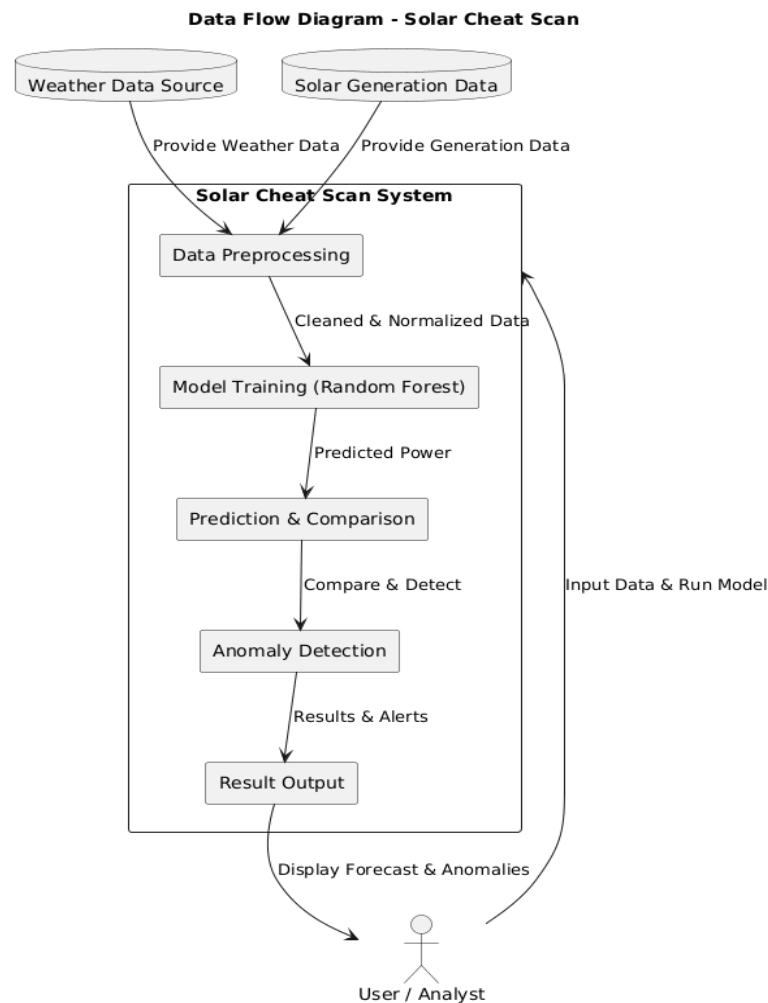 Data Flow Diagram - Solar Cheat Scan
Weather Data Source
Solar Generation Data
Provide Weather Data
Provide Generation Data
Solar Cheat Scan System
Data Preprocessing
Cleaned & Normalized Data
Model Training (Random Forest)
Predicted Power
Prediction & Comparison
Compare & Detect
Input Data & Run Model
Anomaly Detection
Results & Alerts
Result Output
Display Forecast & Anomalies
User / Analyst